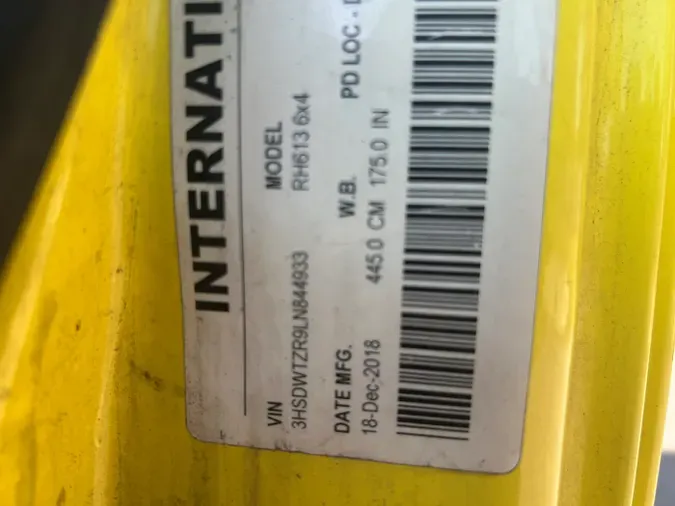 INTERNATI
VIN MODEL
3HSDWTZR9LN844933 RH613 6x4
DATE MFG. W.B. PD LOC -
18-Dec-2018 445.0 CM 175.0 IN